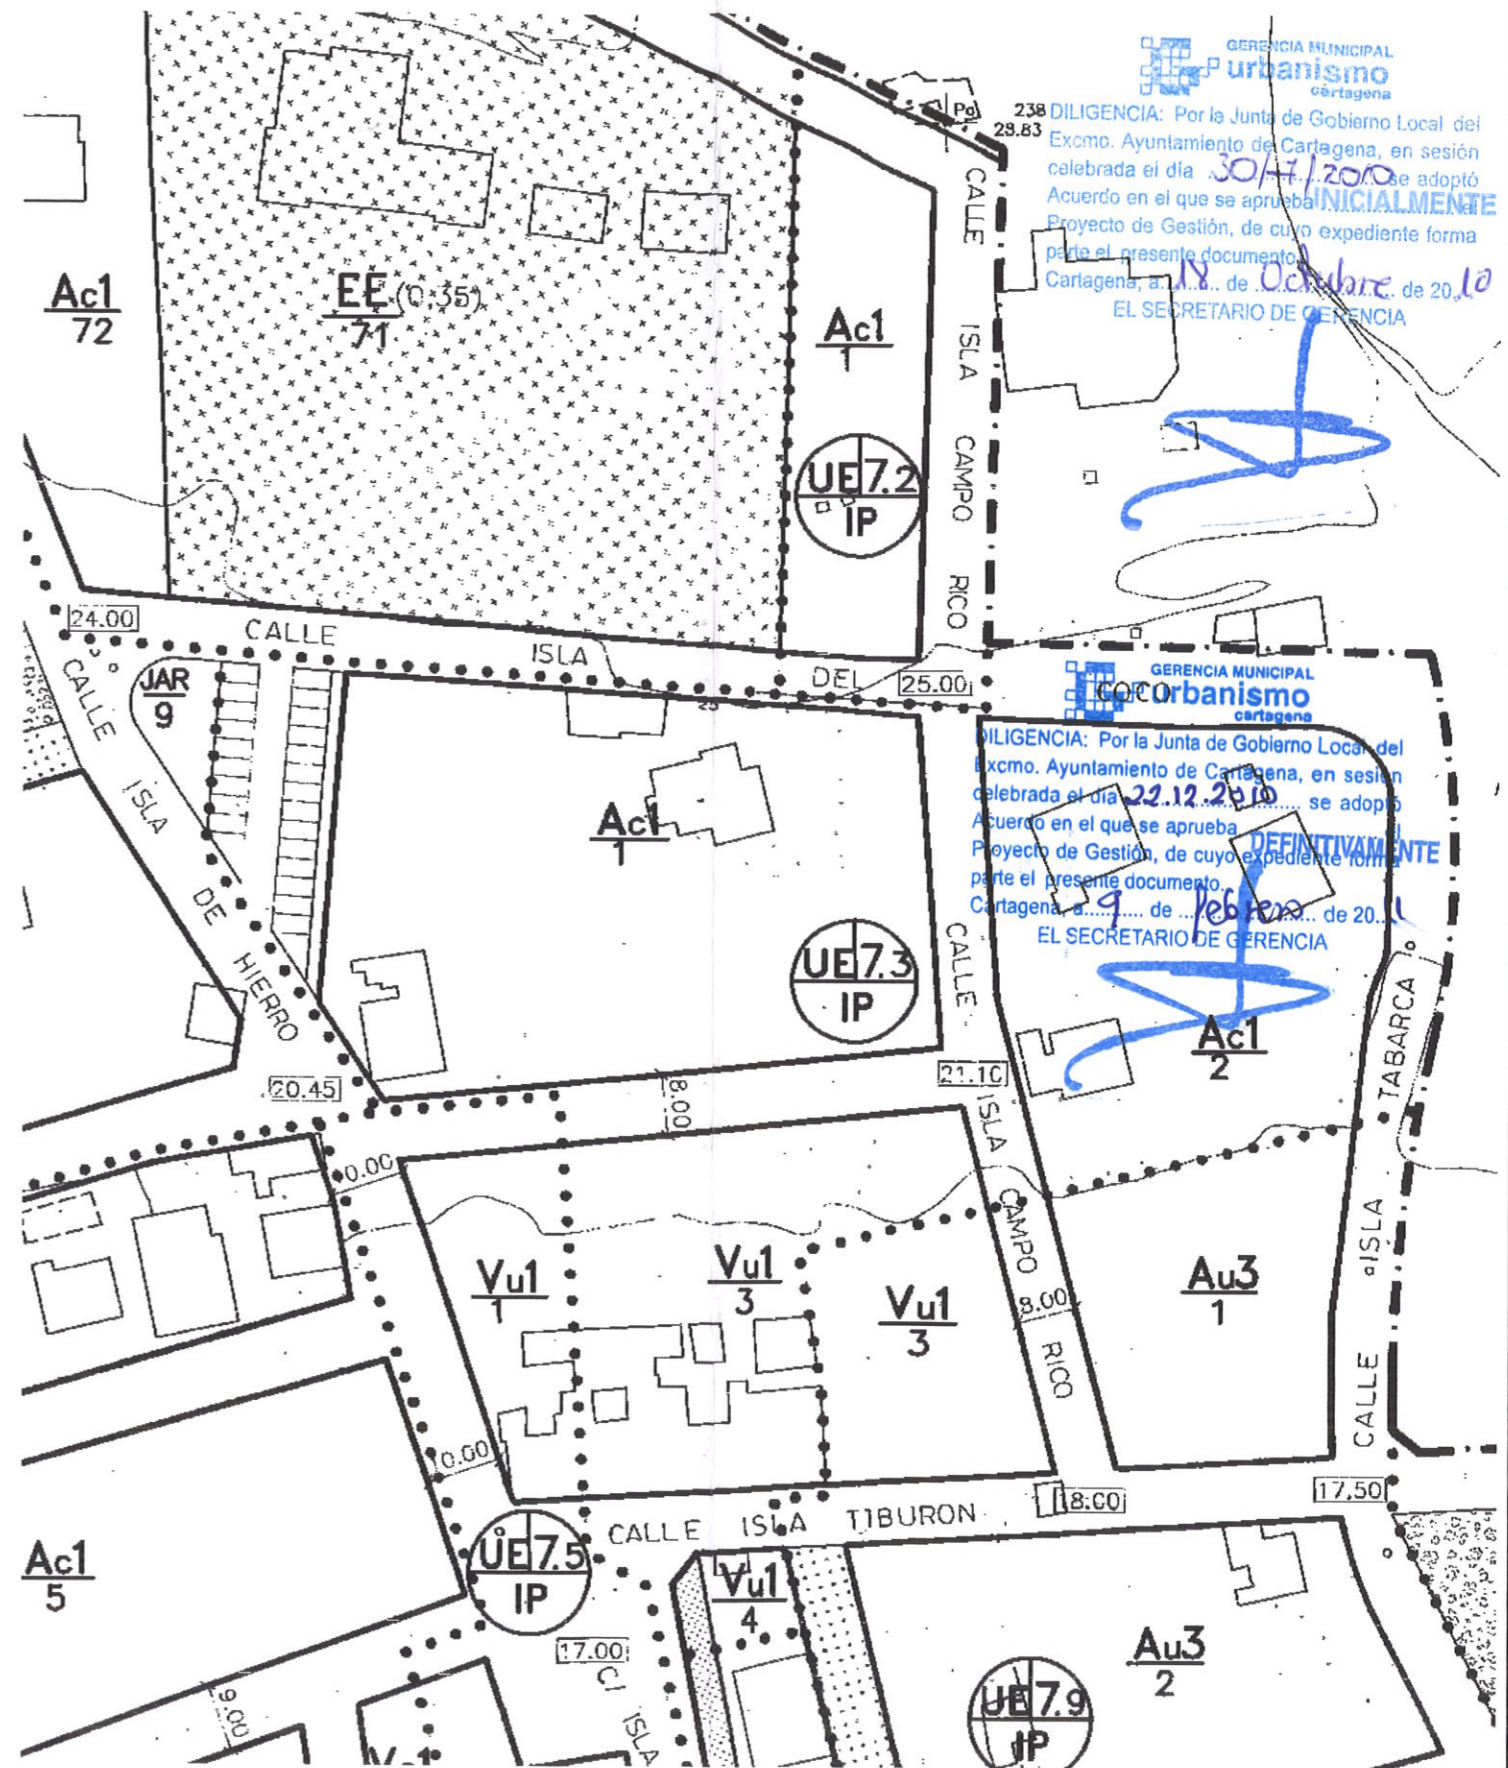 GERENCIA MUNICIPAL
urbanismo
cartagena
DILIGENCIA: Por la Junta de Gobierno Local del
Excmo. Ayuntamiento de Cartagena, en sesión
celebrada el día 30/7/2010 se adoptó
Acuerdo en el que se aprueba INICIALMENTE el
Proyecto de Gestión, de cuyo expediente forma
parte el presente documento.
Cartagena, a 18 de Octubre de 2010
EL SECRETARIO DE GERENCIA
Po
238
29.83
Ac1
72
EE (0.35)
71
Ac1
1
UE 7.2
IP
CALLE ISLA CAMPO RICO
24.00
CALLE ISLA DEL COCO
25.00
JAR
9
CALLE ISLA DE HIERRO
GERENCIA MUNICIPAL
urbanismo
cartagena
DILIGENCIA: Por la Junta de Gobierno Local del
Excmo. Ayuntamiento de Cartagena, en sesión
celebrada el día 22.12.2010 se adoptó
Acuerdo en el que se aprueba DEFINITIVAMENTE el
Proyecto de Gestión, de cuyo expediente forma
parte el presente documento.
Cartagena, a 9 de Febrero de 2011
EL SECRETARIO DE GERENCIA
Ac1
1
UE 7.3
IP
Ac1
2
20.45
8.00
21.10
CALLE ISLA CAMPO RICO
CALLE ISLA TABARCA
0.00
Vu1
1
Vu1
3
Vu1
3
8.00
Au3
1
0.00
18.00
17.50
CALLE ISLA TIBURON
UE 7.5
IP
Ac1
5
Vu1
4
17.00
Au3
2
UE 7.9
IP
9.00
C/ ISLA